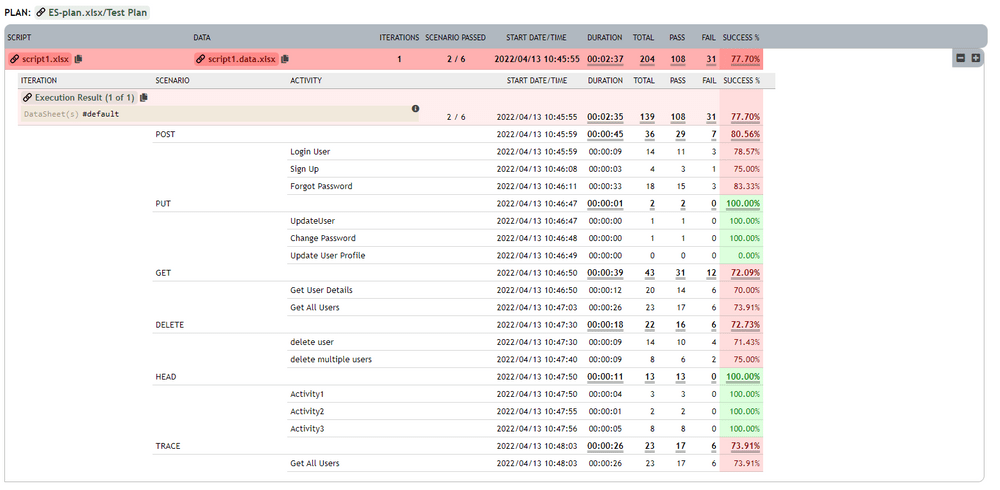 PLAN: ES-plan.xlsx/Test Plan
SCRIPT DATA ITERATIONS SCENARIO PASSED START DATE/TIME DURATION TOTAL PASS FAIL SUCCESS %
script1.xlsx script1.data.xlsx 1 2 / 6 2022/04/13 10:45:55 00:02:37 204 108 31 77.70%
ITERATION SCENARIO ACTIVITY START DATE/TIME DURATION TOTAL PASS FAIL SUCCESS %
Execution Result (1 of 1)
DataSheet(s) #default 2 / 6 2022/04/13 10:45:55 00:02:35 139 108 31 77.70%
POST 2022/04/13 10:45:59 00:00:45 36 29 7 80.56%
Login User 2022/04/13 10:45:59 00:00:09 14 11 3 78.57%
Sign Up 2022/04/13 10:46:08 00:00:03 4 3 1 75.00%
Forgot Password 2022/04/13 10:46:11 00:00:33 18 15 3 83.33%
PUT 2022/04/13 10:46:47 00:00:01 2 2 0 100.00%
UpdateUser 2022/04/13 10:46:47 00:00:00 1 1 0 100.00%
Change Password 2022/04/13 10:46:48 00:00:00 1 1 0 100.00%
Update User Profile 2022/04/13 10:46:49 00:00:00 0 0 0 0.00%
GET 2022/04/13 10:46:50 00:00:39 43 31 12 72.09%
Get User Details 2022/04/13 10:46:50 00:00:12 20 14 6 70.00%
Get All Users 2022/04/13 10:47:03 00:00:26 23 17 6 73.91%
DELETE 2022/04/13 10:47:30 00:00:18 22 16 6 72.73%
delete user 2022/04/13 10:47:30 00:00:09 14 10 4 71.43%
delete multiple users 2022/04/13 10:47:40 00:00:09 8 6 2 75.00%
HEAD 2022/04/13 10:47:50 00:00:11 13 13 0 100.00%
Activity1 2022/04/13 10:47:50 00:00:04 3 3 0 100.00%
Activity2 2022/04/13 10:47:55 00:00:01 2 2 0 100.00%
Activity3 2022/04/13 10:47:56 00:00:05 8 8 0 100.00%
TRACE 2022/04/13 10:48:03 00:00:26 23 17 6 73.91%
Get All Users 2022/04/13 10:48:03 00:00:26 23 17 6 73.91%